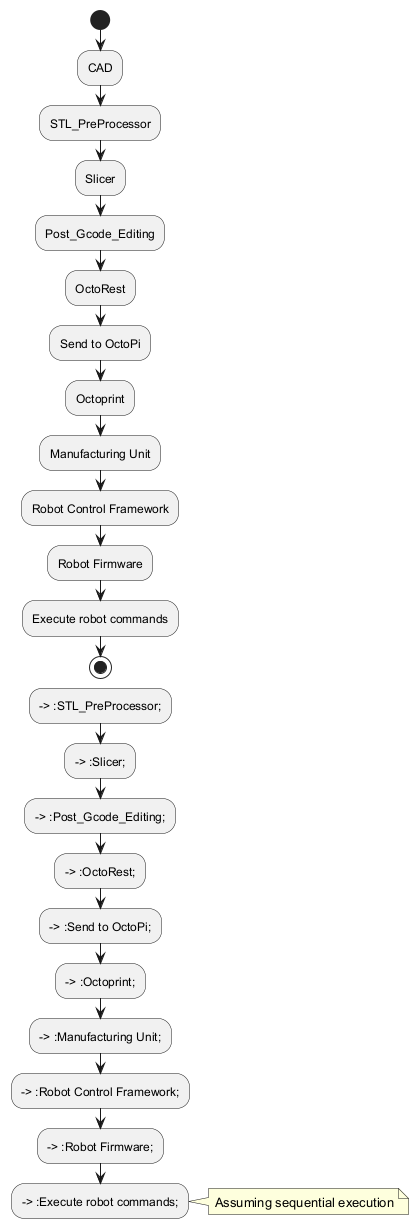 CAD
STL_PreProcessor
Slicer
Post_Gcode_Editing
OctoRest
Send to OctoPi
Octoprint
Manufacturing Unit
Robot Control Framework
Robot Firmware
Execute robot commands
-> :STL_PreProcessor;
-> :Slicer;
-> :Post_Gcode_Editing;
-> :OctoRest;
-> :Send to OctoPi;
-> :Octoprint;
-> :Manufacturing Unit;
-> :Robot Control Framework;
-> :Robot Firmware;
-> :Execute robot commands;
Assuming sequential execution